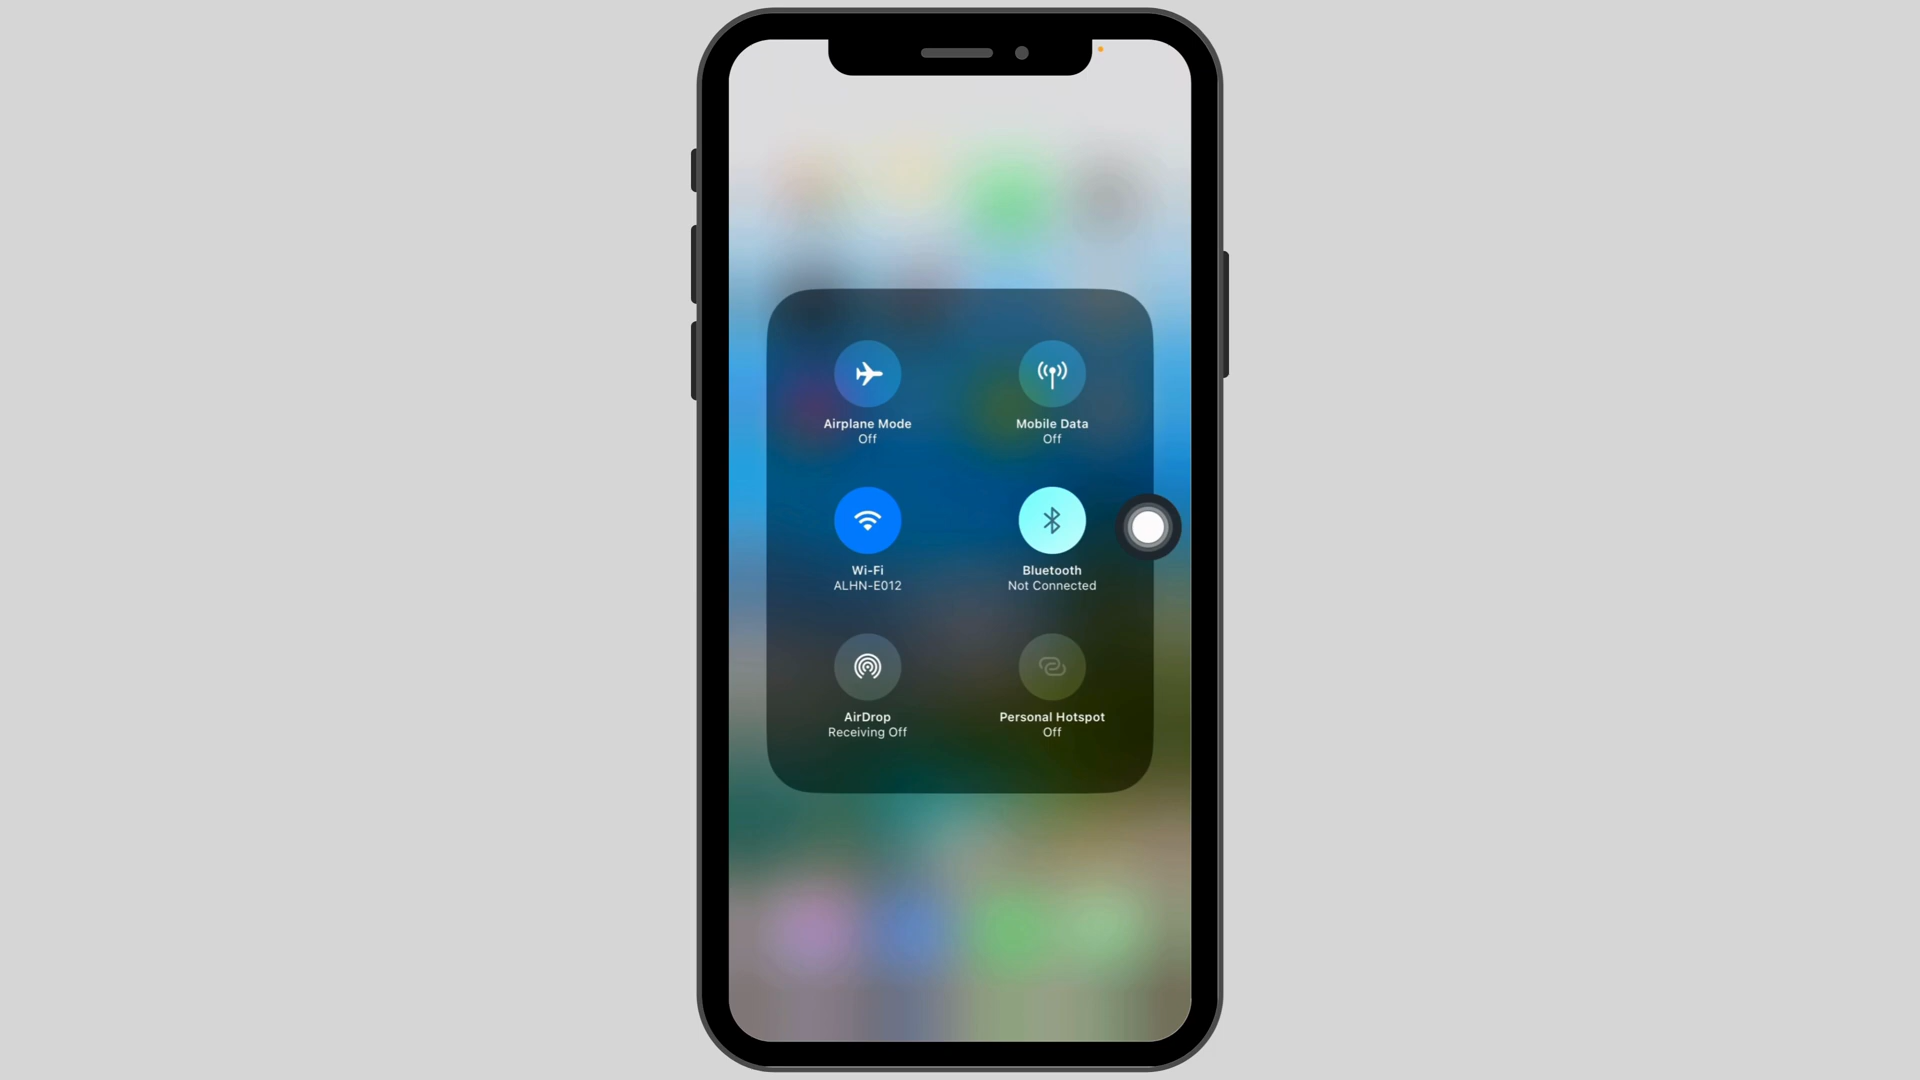 Airplane Mode
Off
Mobile Data
Off
Wi-Fi
ALHN-E012
Bluetooth
Not Connected
AirDrop
Receiving Off
Personal Hotspot
Off